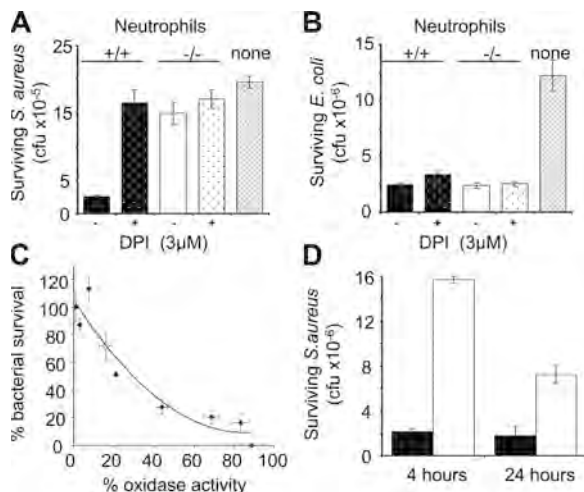 A
Neutrophils
+/+
-/-
none
Surviving S. aureus
(cfu x10-5)
25
15
5
0
-
+
-
+
DPI (3µM)
B
Neutrophils
+/+
-/-
none
Surviving E. coli
(cfu x10-6)
15
10
5
0
-
+
-
+
DPI (3µM)
C
% bacterial survival
120
100
80
60
40
20
0
0
20
40
60
80
100
% oxidase activity
D
Surviving S.aureus
(cfu x10-6)
16
12
8
4
0
4 hours
24 hours